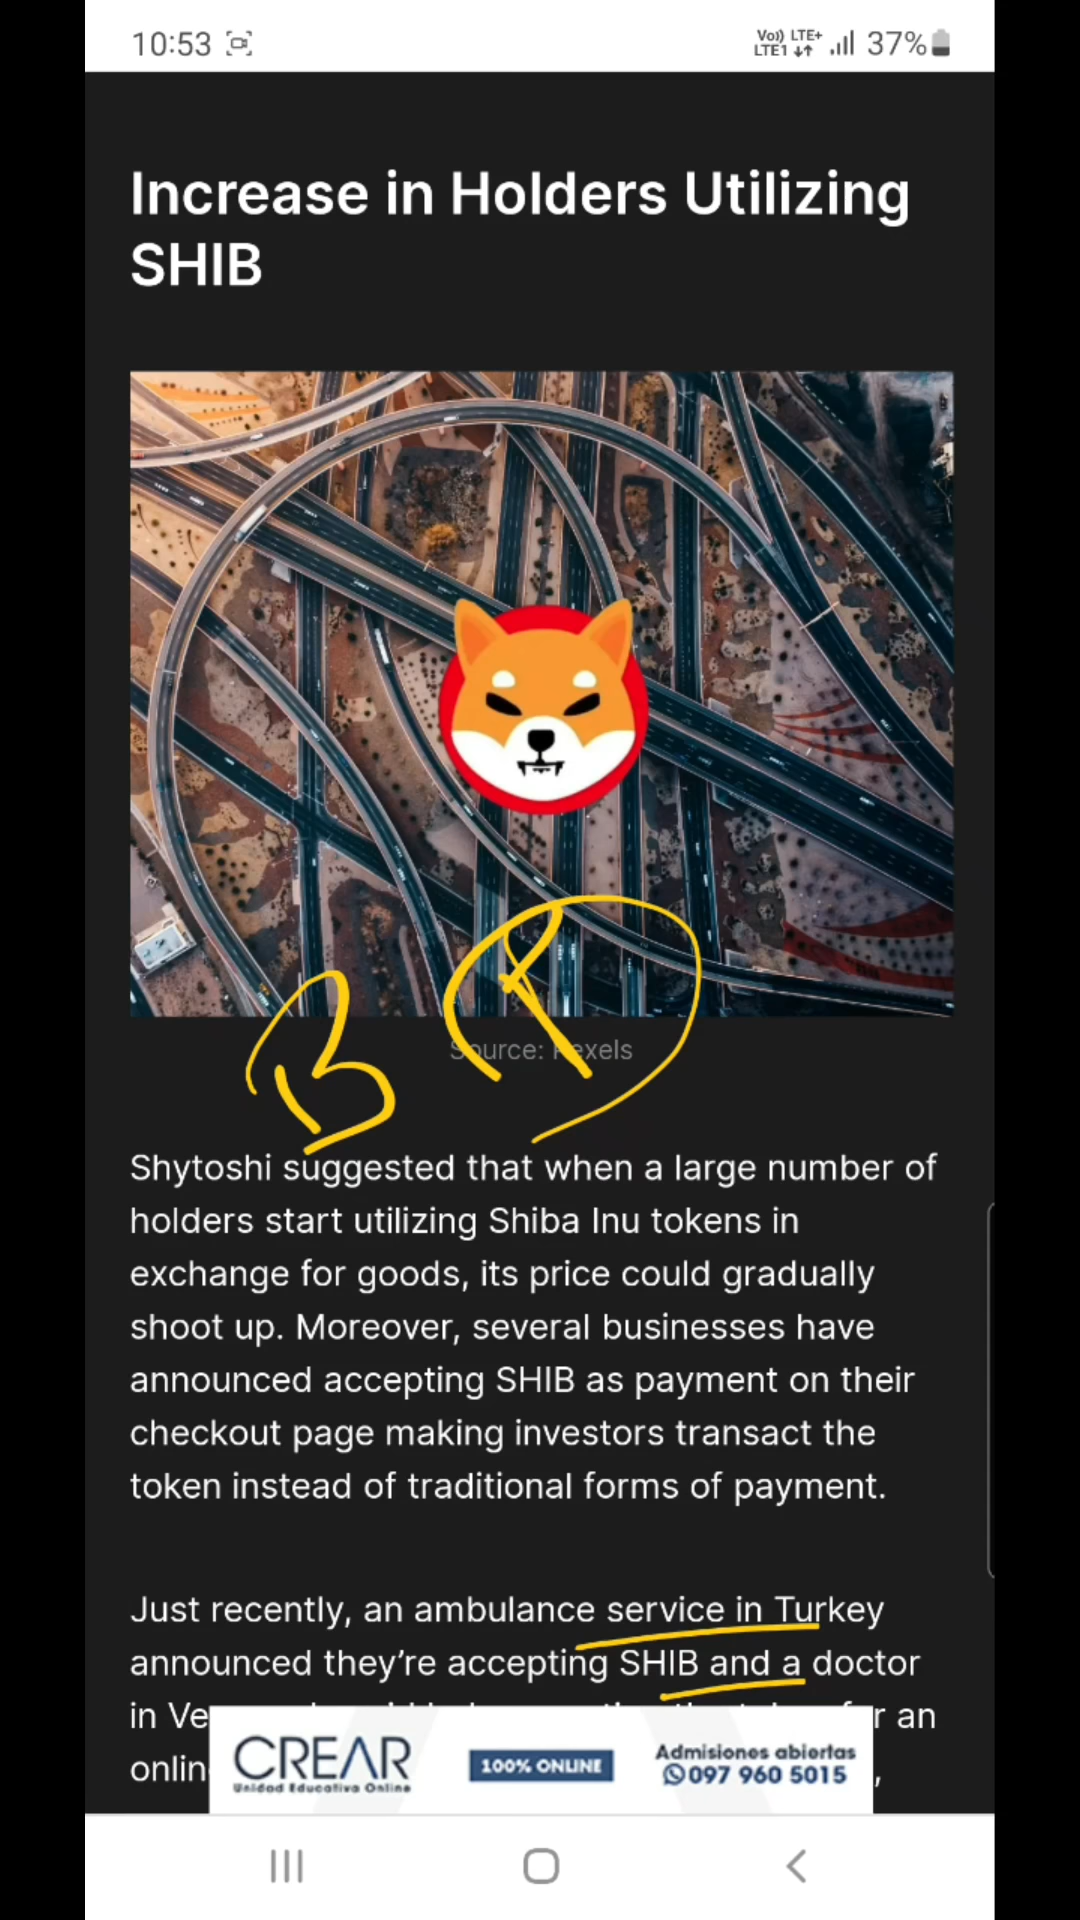 10:53
Vo)) LTE+
LTE1
37%
Increase in Holders Utilizing
SHIB
B
Source: Pexels
Shytoshi suggested that when a large number of
holders start utilizing Shiba Inu tokens in
exchange for goods, its price could gradually
shoot up. Moreover, several businesses have
announced accepting SHIB as payment on their
checkout page making investors transact the
token instead of traditional forms of payment.
Just recently, an ambulance service in Turkey
announced they’re accepting SHIB and a doctor
in
an
CREAR
Unidad Educativa Online
100% ONLINE
Admisiones abiertas
097 960 5015